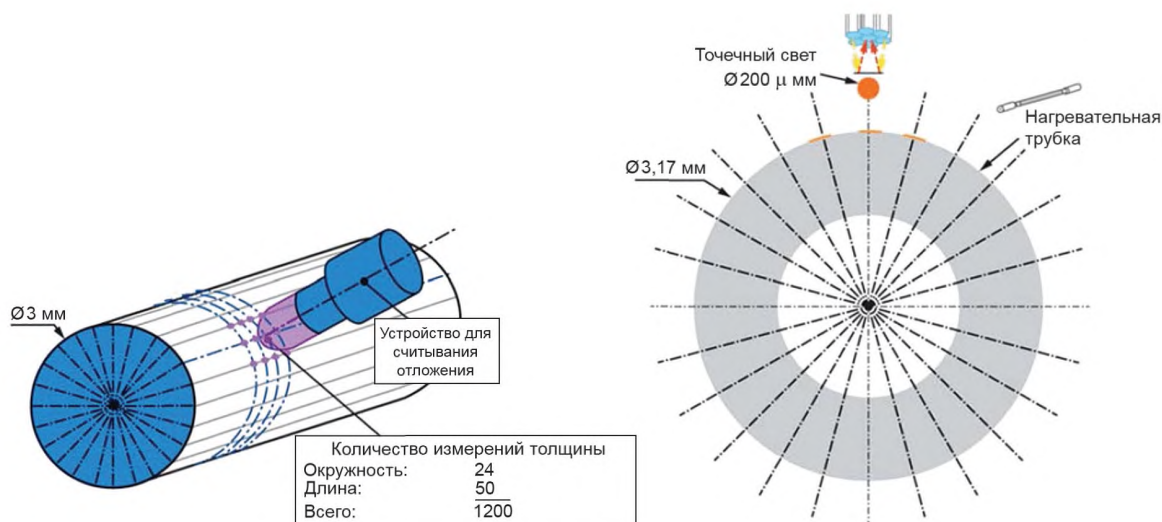 Ø3 мм
Устройство для
считывания
отложения
Количество измерений толщины
Окружность: 24
Длина: 50
Всего: 1200
Точечный свет
Ø200 μ мм
Нагревательная
трубка
Ø3,17 мм